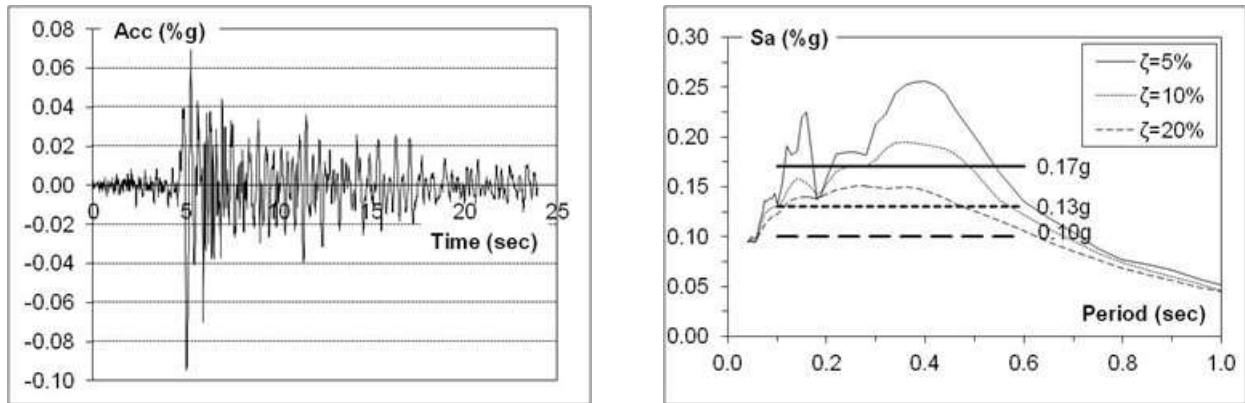 Acc (%g)
0.08
0.06
0.04
0.02
0.00
-0.02
-0.04
-0.06
-0.08
-0.10
0
5
10
15
20
25
Time (sec)
Sa (%g)
0.30
0.25
0.20
0.15
0.10
0.05
0.00
ζ=5%
ζ=10%
ζ=20%
0.17g
0.13g
0.10g
Period (sec)
0.0
0.2
0.4
0.6
0.8
1.0